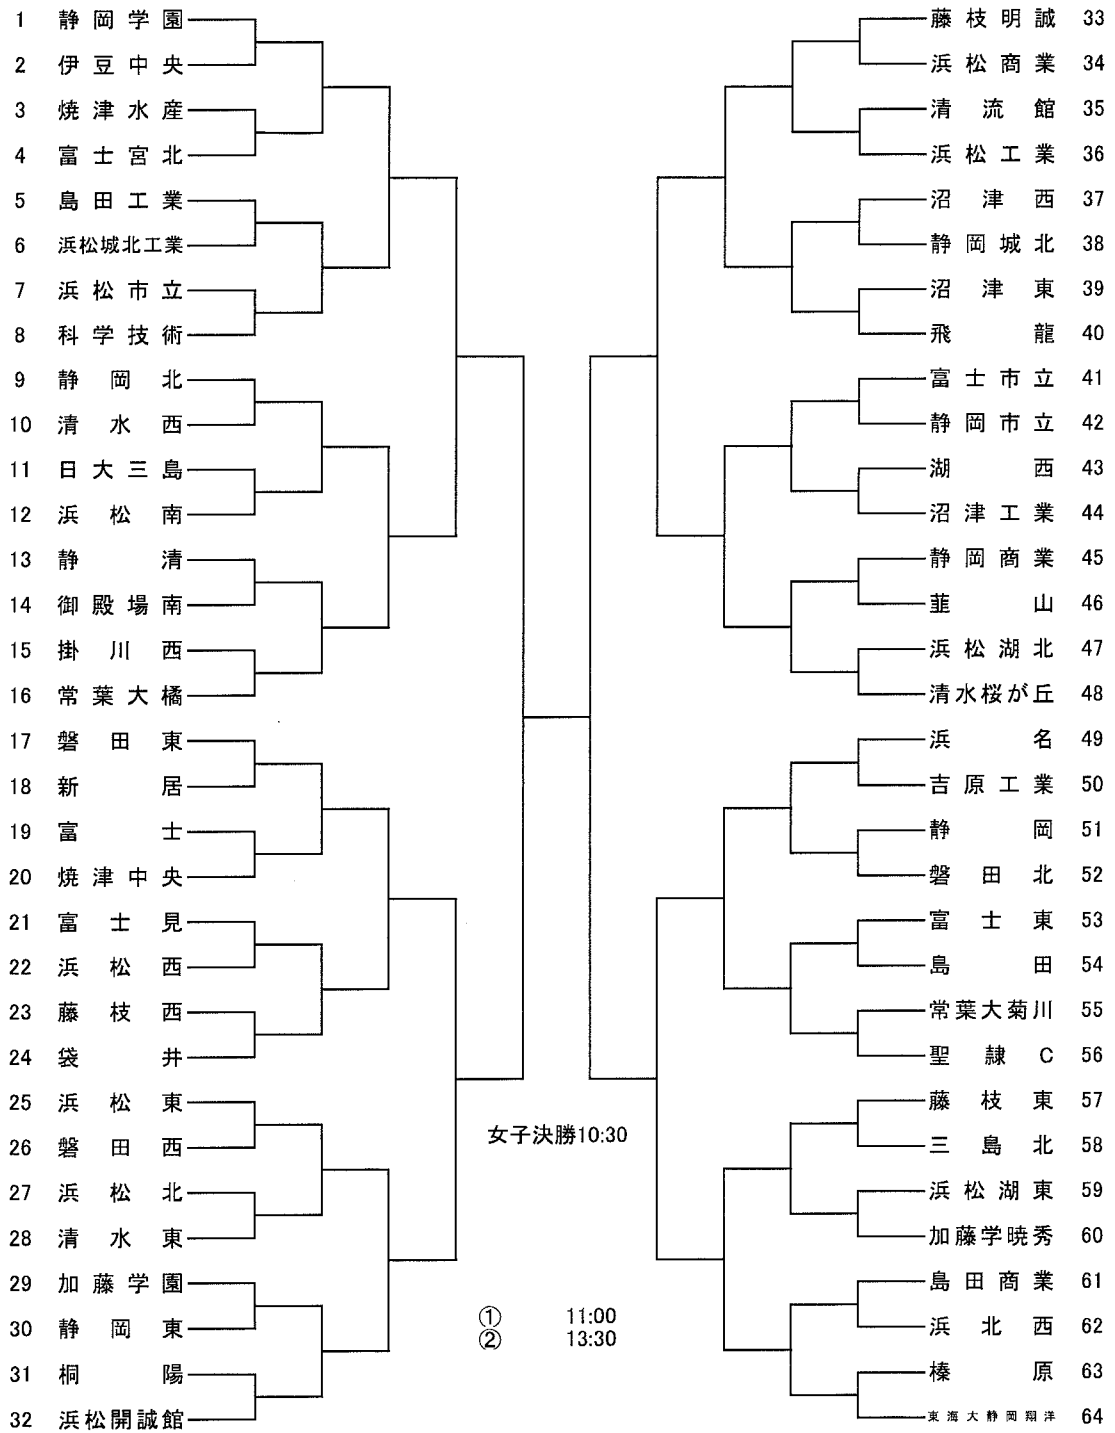 1 静岡学園
2 伊豆中央
3 焼津水産
4 富士宮北
5 島田工業
6 浜松城北工業
7 浜松市立
8 科学技術
9 静岡北
10 清水西
11 日大三島
12 浜松南
13 静清
14 御殿場南
15 掛川西
16 常葉大橘
17 磐田東
18 新居
19 富士
20 焼津中央
21 富士見
22 浜松西
23 藤枝西
24 袋井
25 浜松東
26 磐田西
27 浜松北
28 清水東
29 加藤学園
30 静岡東
31 桐陽
32 浜松開誠館
女子決勝10:30
① 11:00
② 13:30
藤枝明誠 33
浜松商業 34
清流館 35
浜松工業 36
沼津西 37
静岡城北 38
沼津東 39
飛龍 40
富士市立 41
静岡市立 42
湖西 43
沼津工業 44
静岡商業 45
韮山 46
浜松湖北 47
清水桜が丘 48
浜名 49
吉原工業 50
静岡 51
磐田北 52
富士東 53
島田 54
常葉大菊川 55
聖隷C 56
藤枝東 57
三島北 58
浜松湖東 59
加藤学暁秀 60
島田商業 61
浜北西 62
榛原 63
東海大静岡翔洋 64